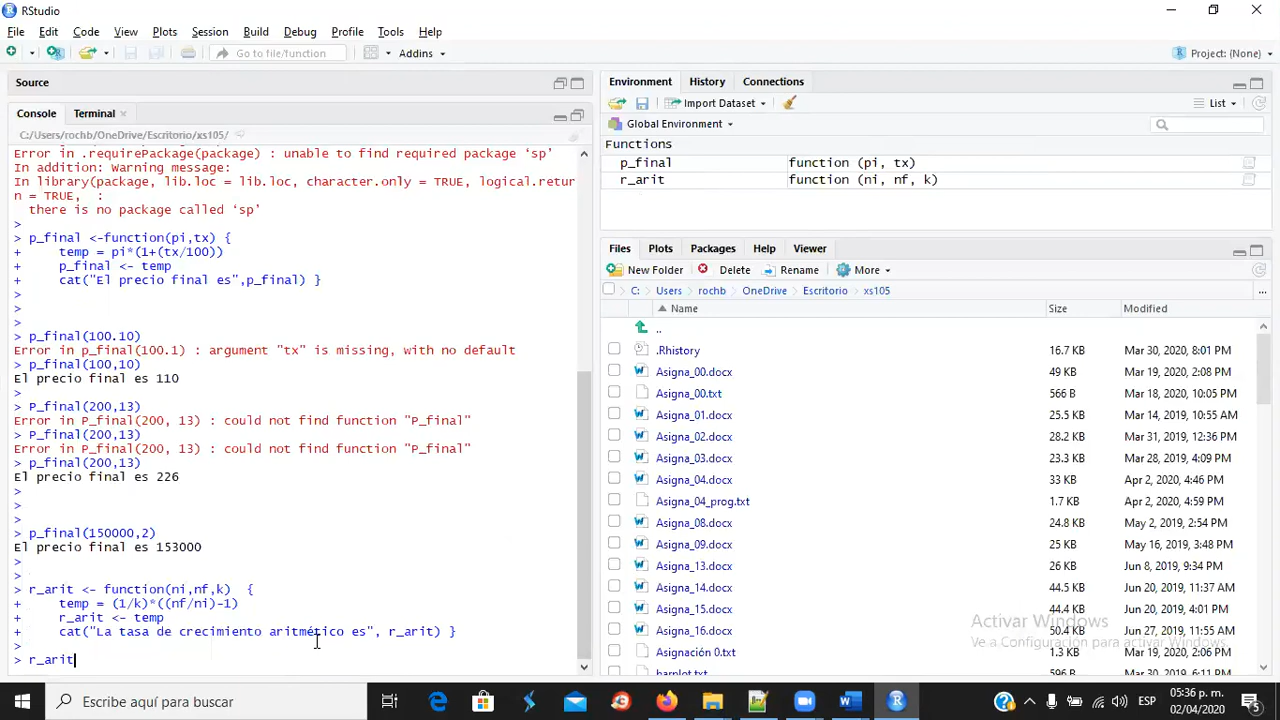 RStudio
File Edit Code View Plots Session Build Debug Profile Tools Help
Go to file/function Addins Project: (None)
Source
Console Terminal
C:/Users/rochb/OneDrive/Escritorio/xs105/
Error in .requirePackage(package) : unable to find required package ‘sp’
In addition: Warning message:
In library(package, lib.loc = lib.loc, character.only = TRUE, logical.retur
n = TRUE, :
there is no package called ‘sp’
>
> p_final <-function(pi,tx) {
+ temp = pi*(1+(tx/100))
+ p_final <- temp
+ cat("El precio final es",p_final) }
>
>
>
> p_final(100.10)
Error in p_final(100.1) : argument "tx" is missing, with no default
> p_final(100,10)
El precio final es 110
>
> P_final(200,13)
Error in P_final(200, 13) : could not find function "P_final"
> P_final(200,13)
Error in P_final(200, 13) : could not find function "P_final"
> p_final(200,13)
El precio final es 226
>
>
>
> p_final(150000,2)
El precio final es 153000
>
>
> r_arit <- function(ni,nf,k) {
+ temp = (1/k)*((nf/ni)-1)
+ r_arit <- temp
+ cat("La tasa de crecimiento aritmético es", r_arit) }
>
> r_arit
Environment History Connections
Import Dataset List
Global Environment
Functions
p_final function (pi, tx)
r_arit function (ni, nf, k)
Files Plots Packages Help Viewer
New Folder Delete Rename More
C: Users rochb OneDrive Escritorio xs105 ...
Name Size Modified
..
.Rhistory 16.7 KB Mar 30, 2020, 8:01 PM
Asigna_00.docx 49 KB Mar 19, 2020, 2:08 PM
Asigna_00.txt 566 B Mar 18, 2020, 10:05 PM
Asigna_01.docx 25.5 KB Mar 14, 2019, 10:55 AM
Asigna_02.docx 28.2 KB Mar 31, 2019, 12:36 PM
Asigna_03.docx 23.3 KB Mar 28, 2019, 4:09 PM
Asigna_04.docx 33 KB Apr 2, 2020, 4:46 PM
Asigna_04_prog.txt 1.7 KB Apr 2, 2020, 4:59 PM
Asigna_08.docx 24.8 KB May 2, 2019, 2:54 PM
Asigna_09.docx 25 KB May 16, 2019, 3:48 PM
Asigna_13.docx 26 KB Jun 8, 2019, 9:34 PM
Asigna_14.docx 44.5 KB Jun 20, 2019, 11:37 AM
Asigna_15.docx 44.5 KB Jun 20, 2019, 4:01 PM
Asigna_16.docx 50.4 KB Jun 27, 2019, 11:55 PM
Asignación 0.txt 1.3 KB Mar 19, 2020, 2:06 PM
Activar Windows
Ve a Configuración para activar Windows.
Escribe aquí para buscar
ESP 05:36 p. m.
02/04/2020 5